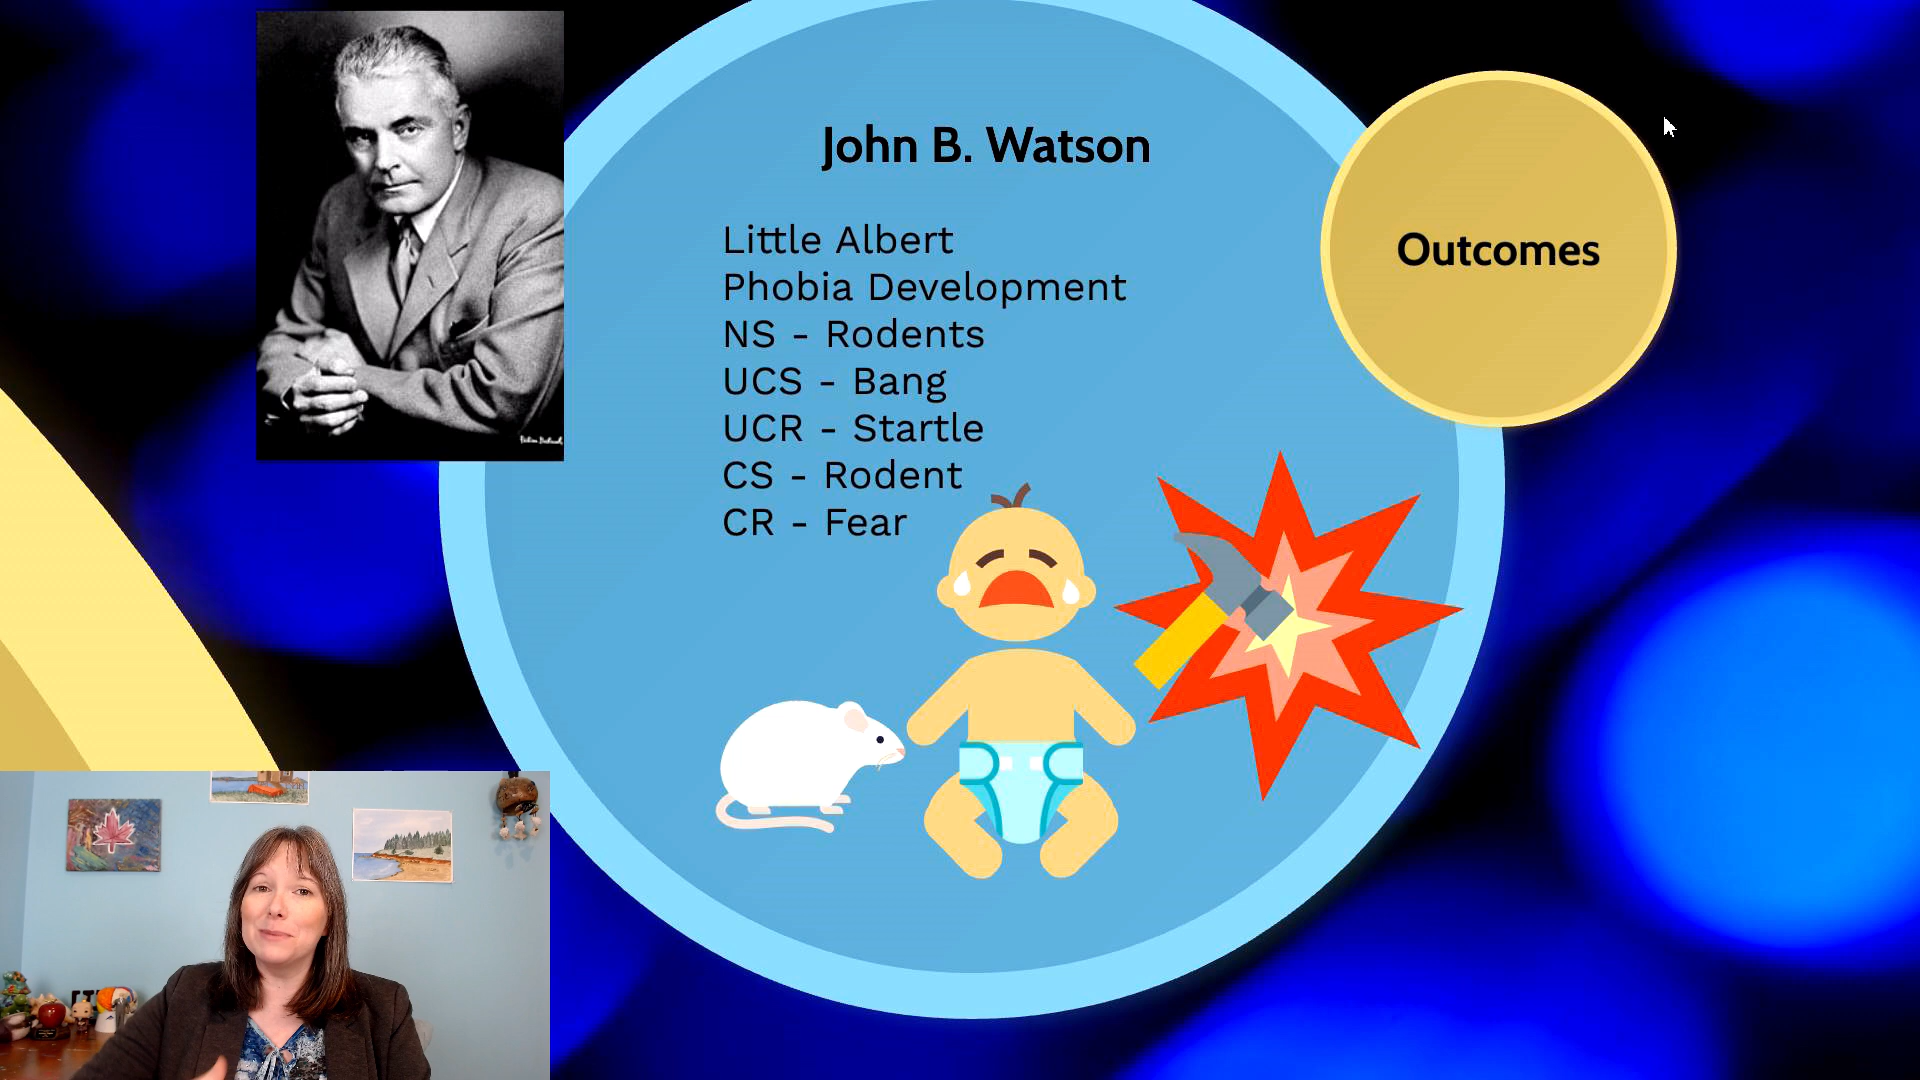 John B. Watson
Little Albert
Phobia Development
NS - Rodents
UCS - Bang
UCR - Startle
CS - Rodent
CR - Fear
Outcomes